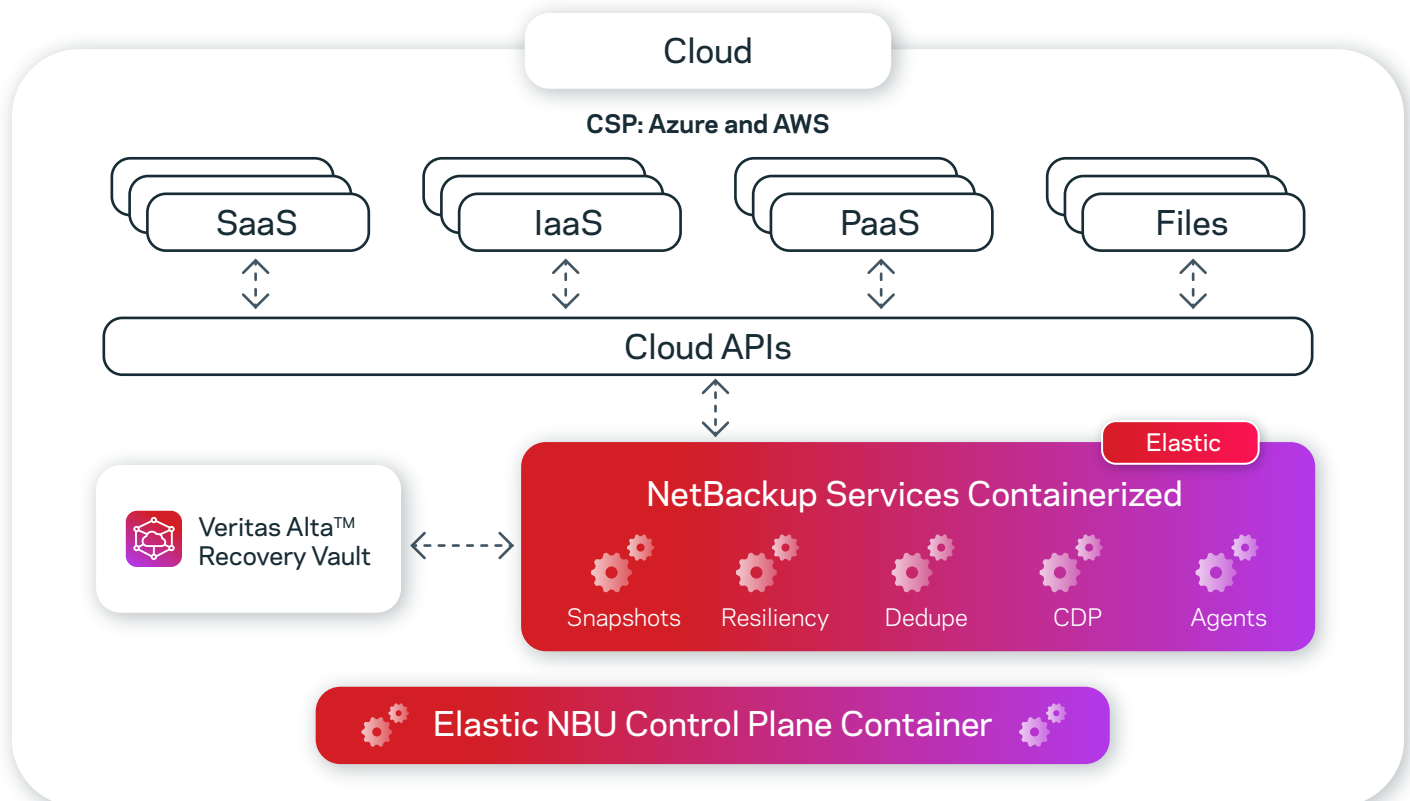 Cloud
CSP: Azure and AWS
SaaS
IaaS
PaaS
Files
Cloud APIs
Elastic
NetBackup Services Containerized
Veritas Alta™
Recovery Vault
Snapshots
Resiliency
Dedupe
CDP
Agents
Elastic NBU Control Plane Container